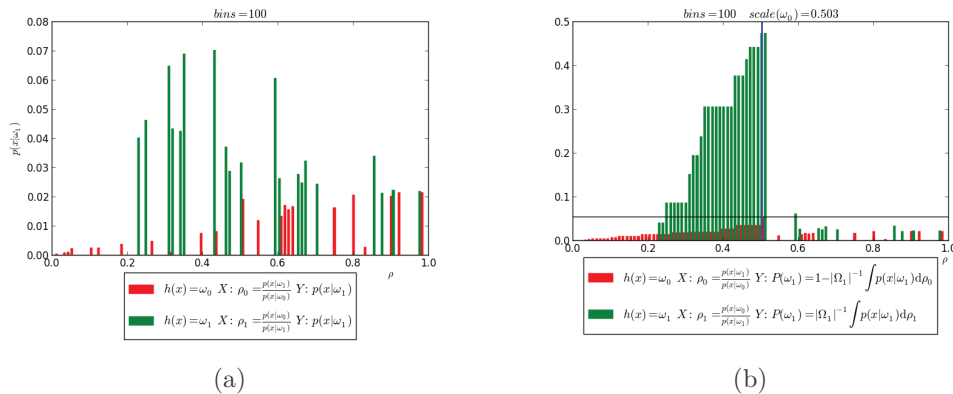 bins=100
0.08
0.07
0.06
0.05
0.04
0.03
0.02
0.01
0.00
p(x|ω₁)
0.0 0.2 0.4 0.6 0.8 1.0
ρ
h(x)=ω₀ X: ρ₀=p(x|ω₁)/p(x|ω₀) Y: p(x|ω₁)
h(x)=ω₁ X: ρ₁=p(x|ω₀)/p(x|ω₁) Y: p(x|ω₁)
(a)
bins=100 scale(ω₀)=0.503
0.5
0.4
0.3
0.2
0.1
0.0
0.0 0.2 0.4 0.6 0.8 1.0
ρ
h(x)=ω₀ X: ρ₀=p(x|ω₁)/p(x|ω₀) Y: P(ω₁)=1−|Ω₁|⁻¹∫p(x|ω₁)dρ₀
h(x)=ω₁ X: ρ₁=p(x|ω₀)/p(x|ω₁) Y: P(ω₁)=|Ω₁|⁻¹∫p(x|ω₁)dρ₁
(b)